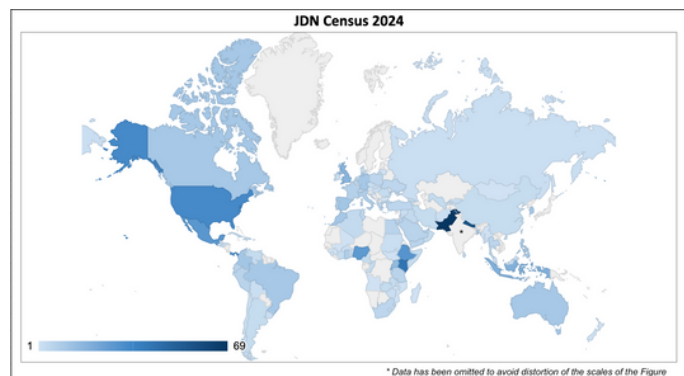 JDN Census 2024
*
1 69
* Data has been omitted to avoid distortion of the scales of the Figure